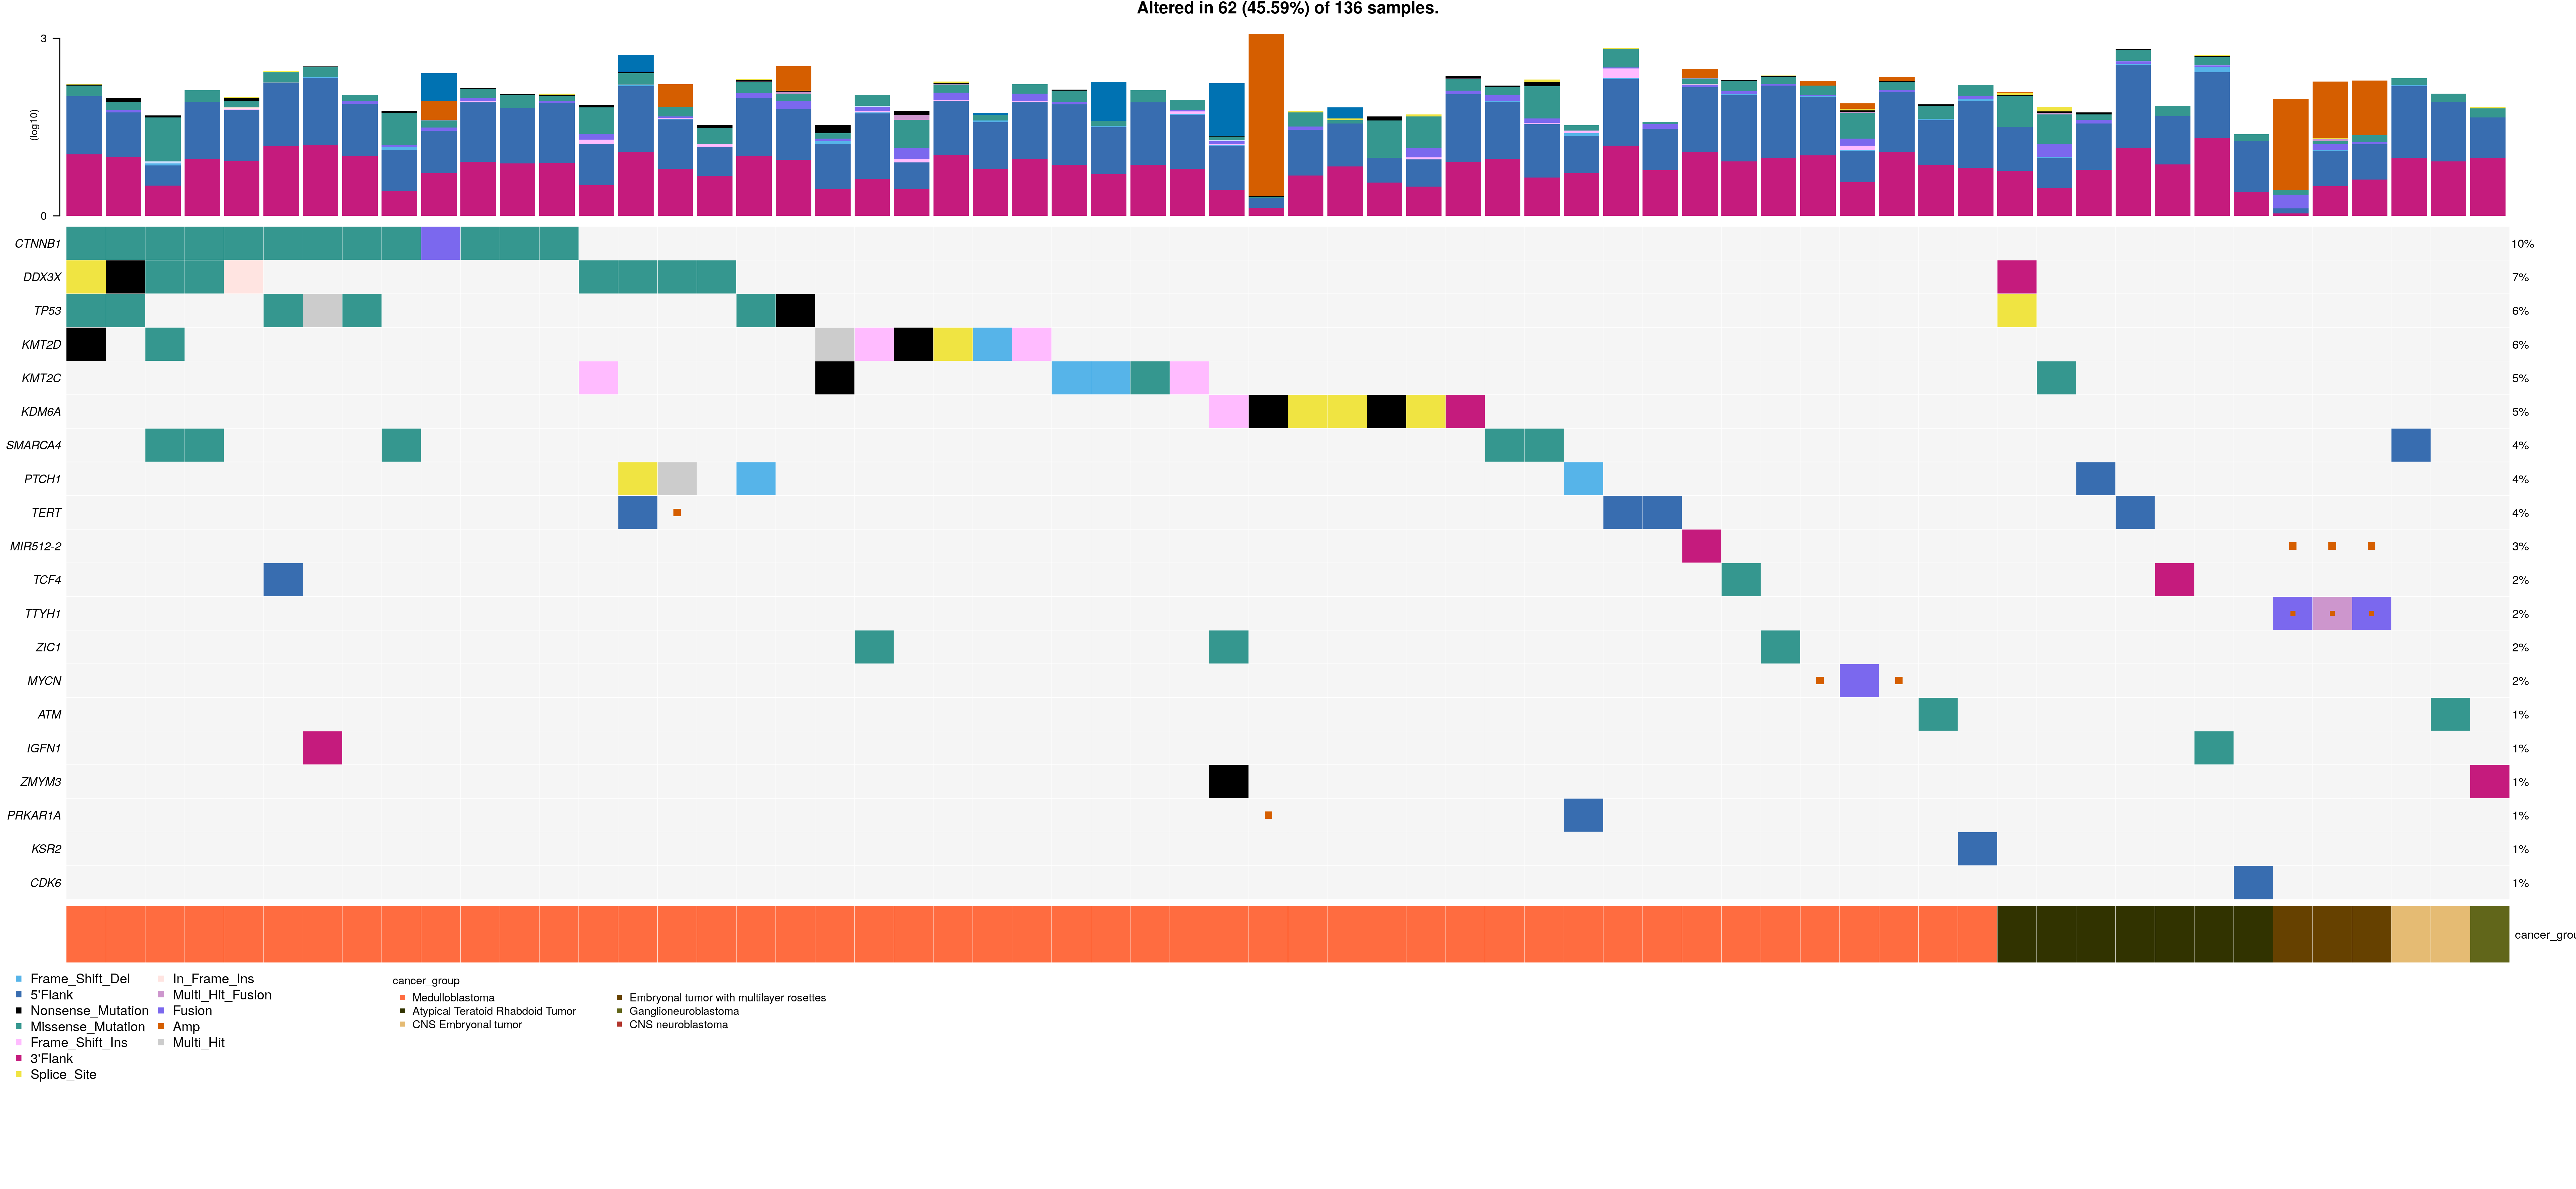 Altered in 62 (45.59%) of 136 samples.
3
(log10)
0
CTNNB1 10%
DDX3X 7%
TP53 6%
KMT2D 6%
KMT2C 5%
KDM6A 5%
SMARCA4 4%
PTCH1 4%
TERT 4%
MIR512-2 3%
TCF4 2%
TTYH1 2%
ZIC1 2%
MYCN 2%
ATM 1%
IGFN1 1%
ZMYM3 1%
PRKAR1A 1%
KSR2 1%
CDK6 1%
cancer_grou
Frame_Shift_Del
5'Flank
Nonsense_Mutation
Missense_Mutation
Frame_Shift_Ins
3'Flank
Splice_Site
In_Frame_Ins
Multi_Hit_Fusion
Fusion
Amp
Multi_Hit
cancer_group
Medulloblastoma
Atypical Teratoid Rhabdoid Tumor
CNS Embryonal tumor
Embryonal tumor with multilayer rosettes
Ganglioneuroblastoma
CNS neuroblastoma